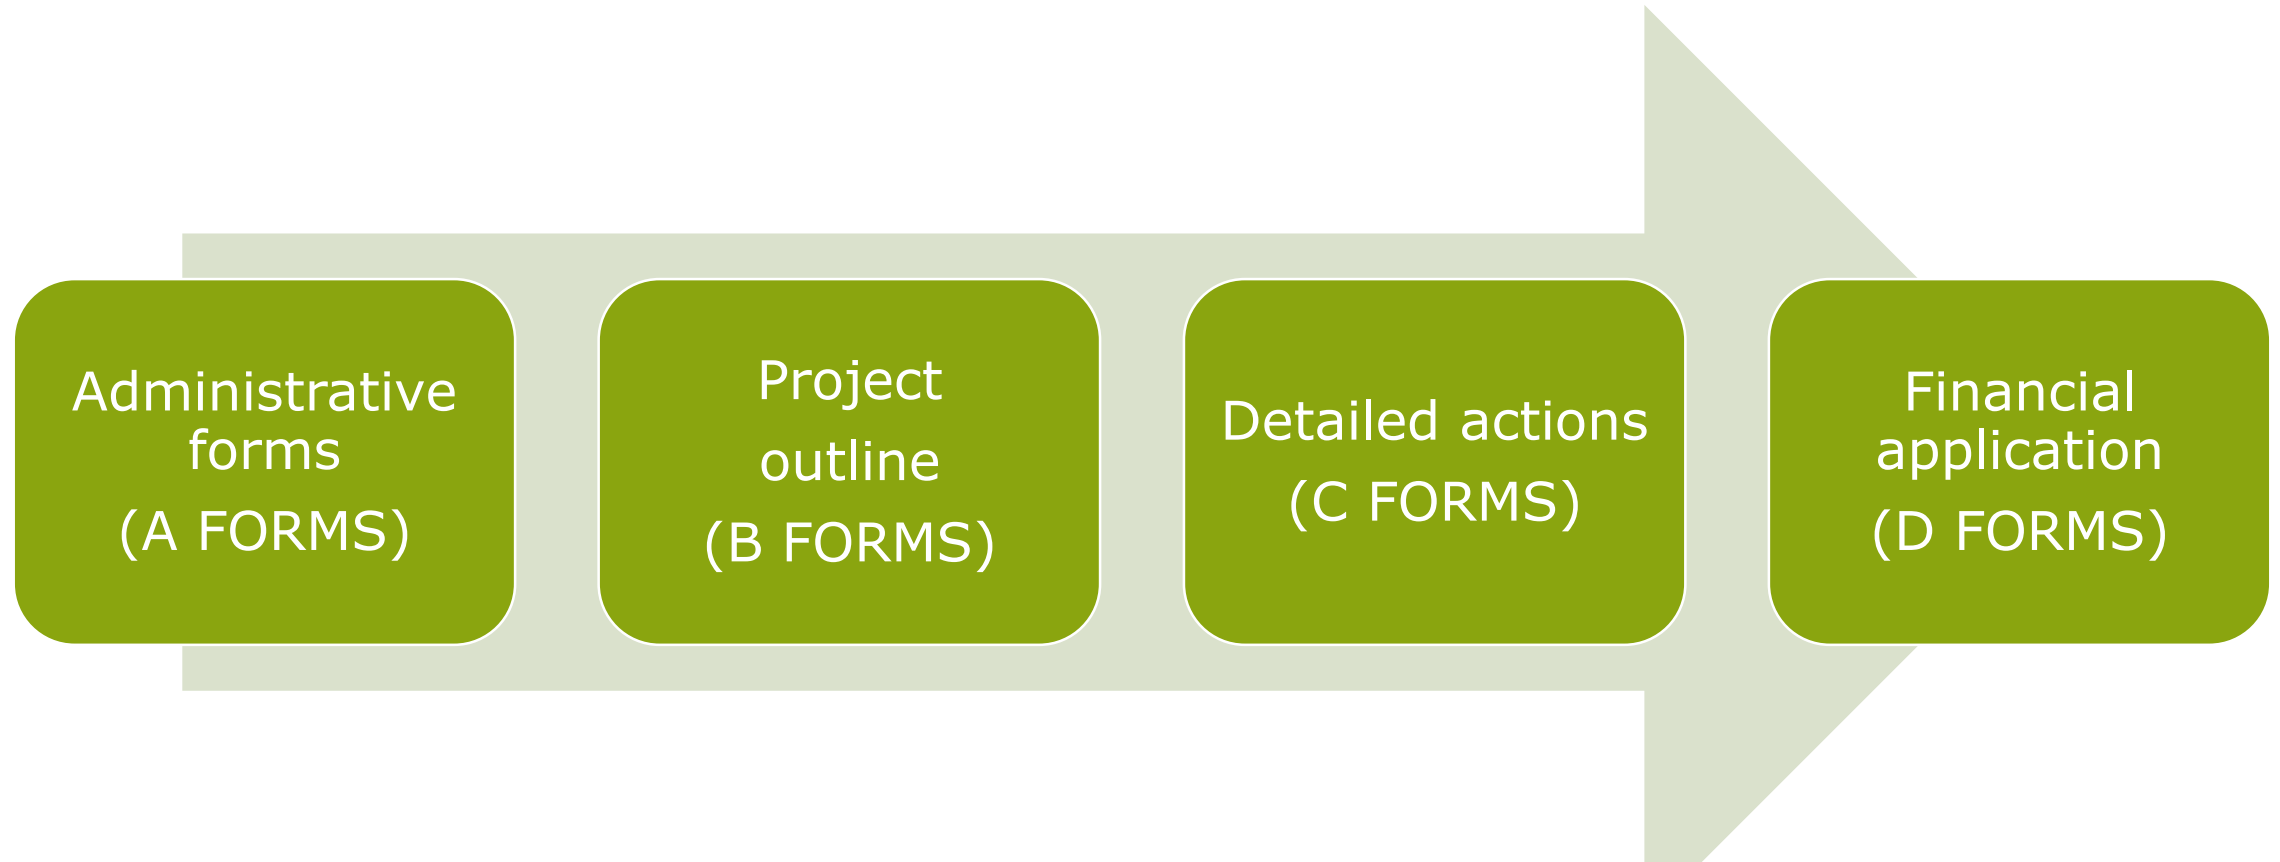 Administrative
forms
(A FORMS)
Project
outline
(B FORMS)
Detailed actions
(C FORMS)
Financial
application
(D FORMS)